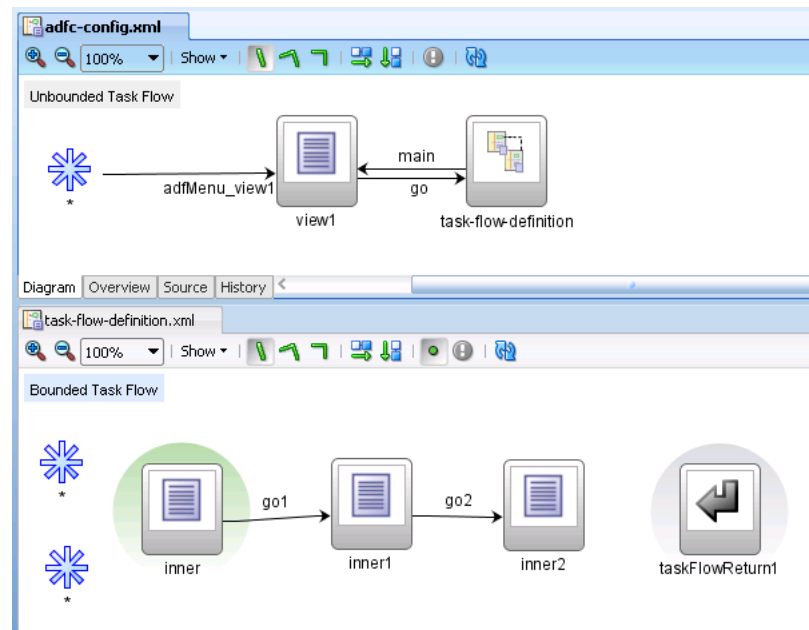 adfc-config.xml
100% Show
Unbounded Task Flow
main
adfMenu_view1 go
*
view1 task-flow-definition
Diagram Overview Source History
task-flow-definition.xml
100% Show
Bounded Task Flow
*
go1 go2
inner inner1 inner2 taskFlowReturn1
*